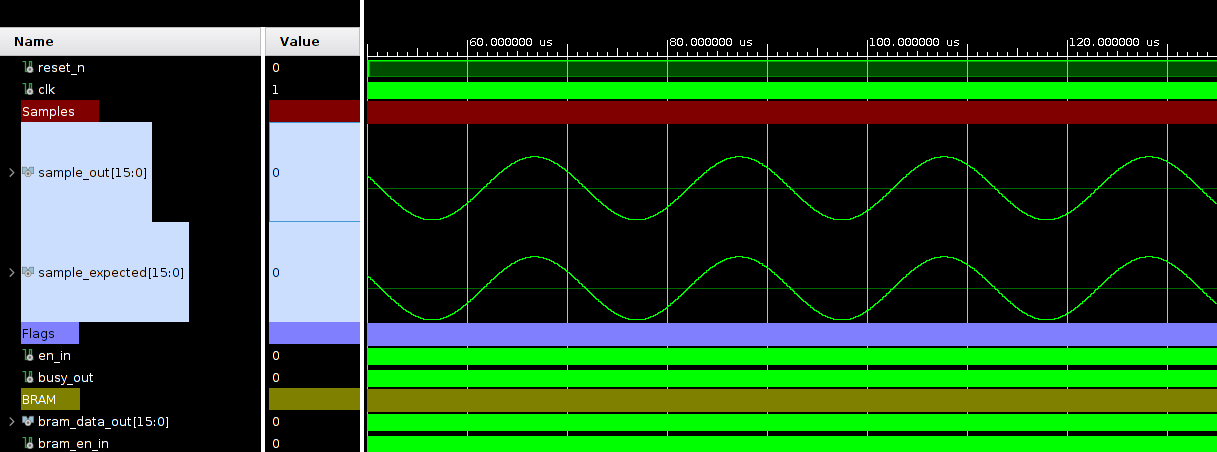 Name Value
60.000000 us 80.000000 us 100.000000 us 120.000000 us
reset_n 0
clk 1
Samples
sample_out[15:0] 0
sample_expected[15:0] 0
Flags
en_in 0
busy_out 0
BRAM
bram_data_out[15:0] 0
bram_en_in 0